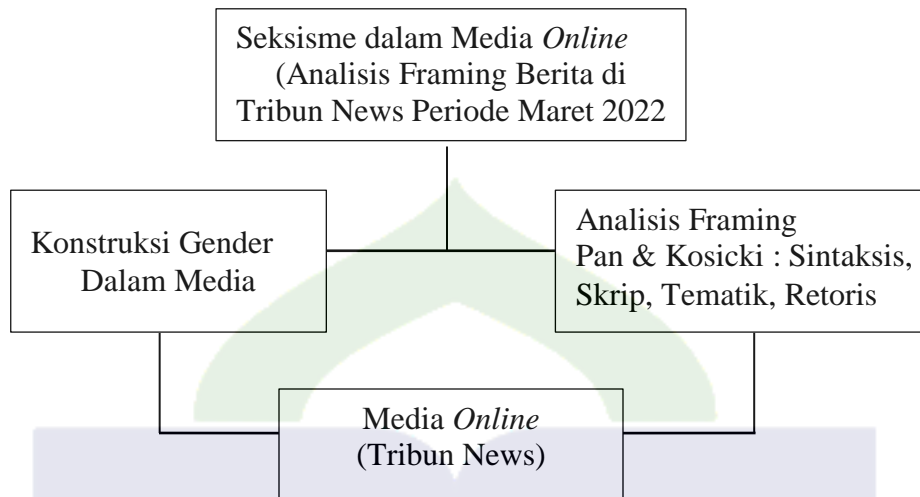 Seksisme dalam Media Online
(Analisis Framing Berita di
Tribun News Periode Maret 2022
Konstruksi Gender
Dalam Media
Analisis Framing
Pan & Kosicki : Sintaksis,
Skrip, Tematik, Retoris
Media Online
(Tribun News)